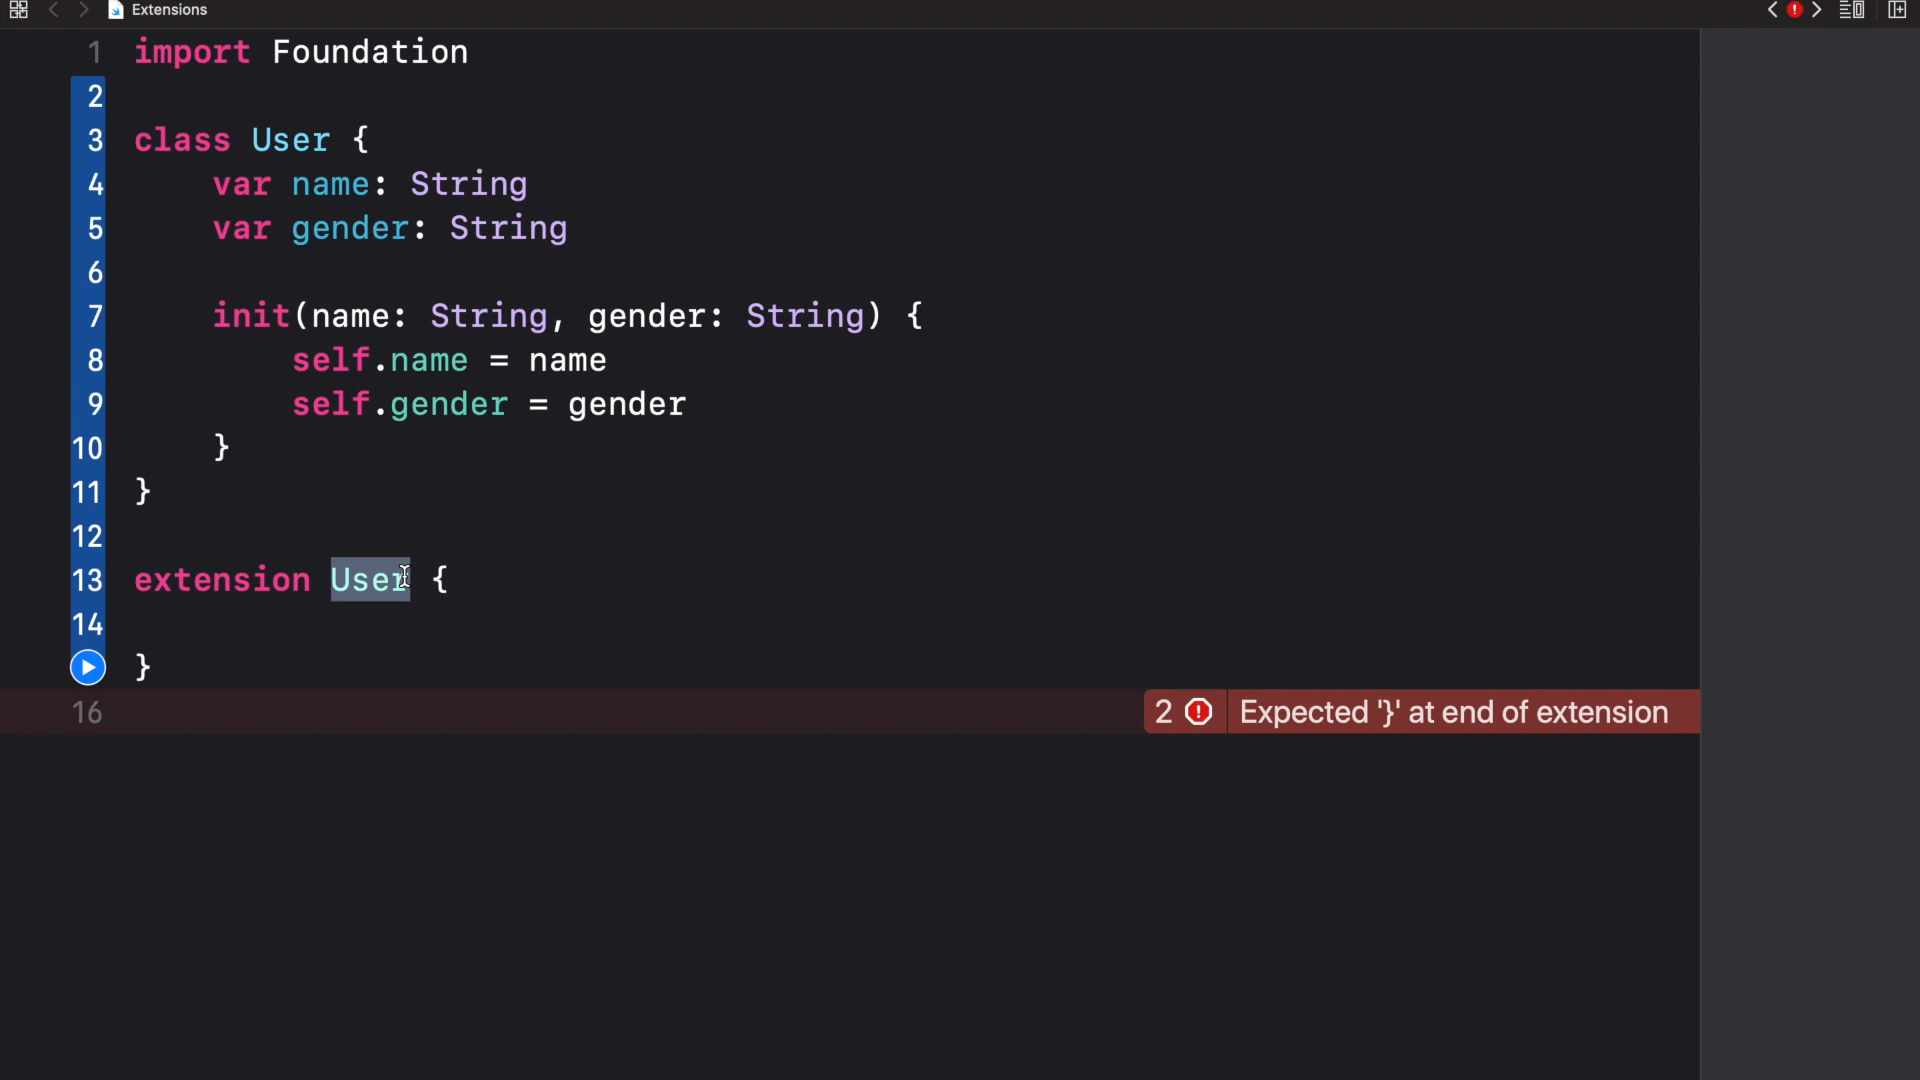 Extensions
1 import Foundation
2
3 class User {
4 var name: String
5 var gender: String
6
7 init(name: String, gender: String) {
8 self.name = name
9 self.gender = gender
10 }
11 }
12
13 extension User {
14
}
16 2 Expected '}' at end of extension